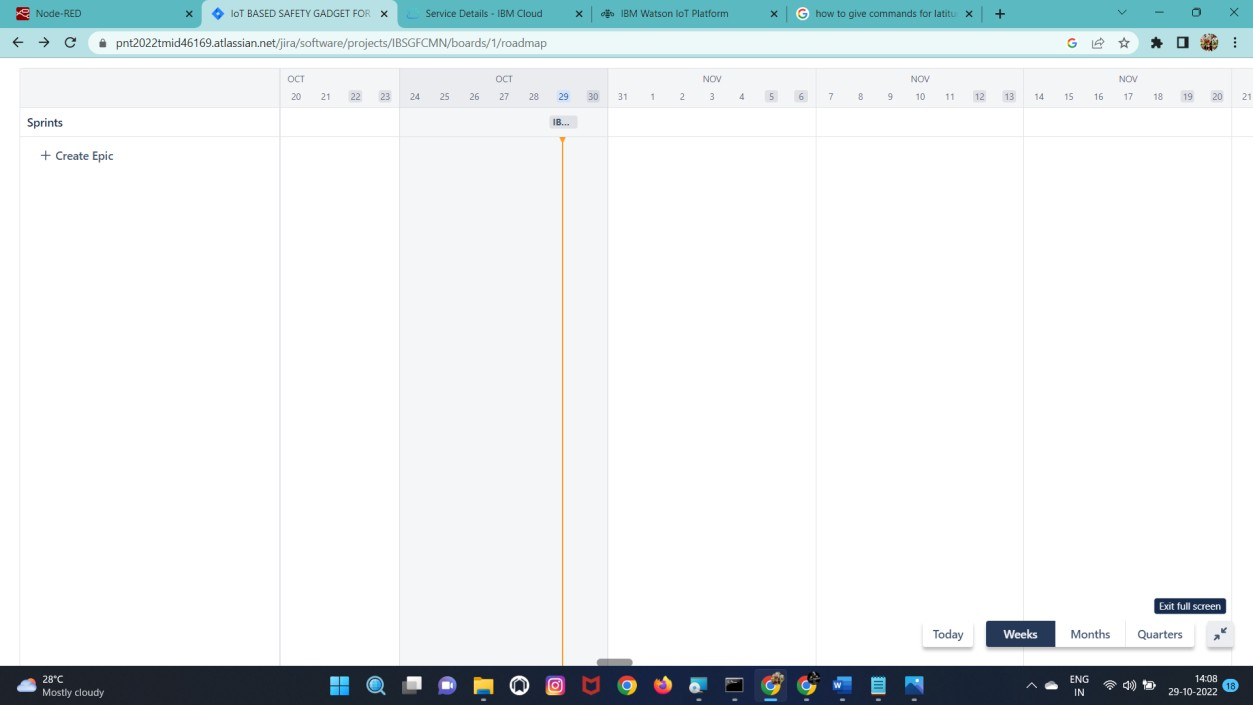 Node-RED
IoT BASED SAFETY GADGET FOR
Service Details - IBM Cloud
IBM Watson IoT Platform
how to give commands for latitu
pnt2022tmid46169.atlassian.net/jira/software/projects/IBSGFCMN/boards/1/roadmap
OCT OCT NOV NOV NOV
20 21 22 23 24 25 26 27 28 29 30 31 1 2 3 4 5 6 7 8 9 10 11 12 13 14 15 16 17 18 19 20 21
Sprints
IB...
+ Create Epic
Exit full screen
Today Weeks Months Quarters
28°C
Mostly cloudy
ENG
IN
14:08
29-10-2022
18